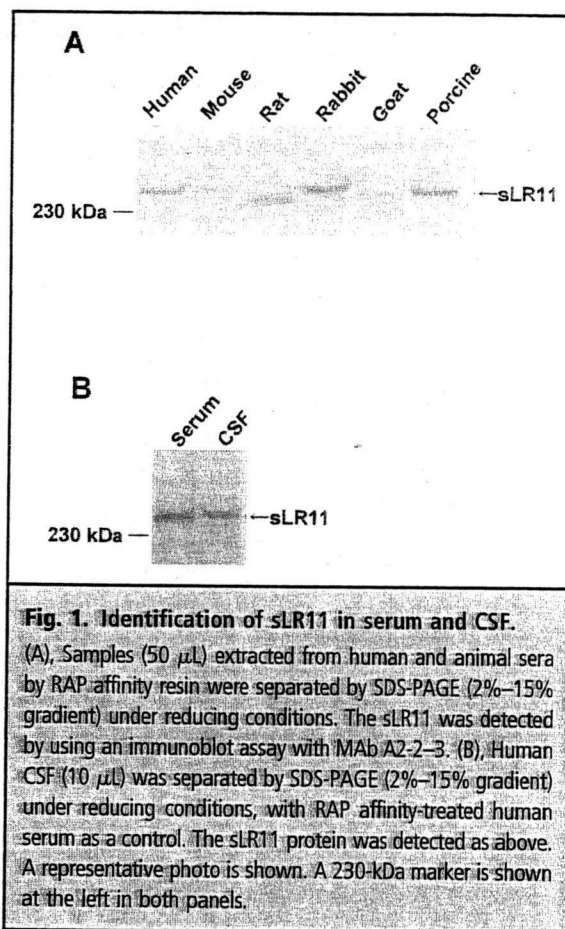 A
Human Mouse Rat Rabbit Goat Porcine
←sLR11
230 kDa —
B
Serum CSF
←sLR11
230 kDa —
Fig. 1. Identification of sLR11 in serum and CSF.
(A), Samples (50 μL) extracted from human and animal sera
by RAP affinity resin were separated by SDS-PAGE (2%–15%
gradient) under reducing conditions. The sLR11 was detected
by using an immunoblot assay with MAb A2-2–3. (B), Human
CSF (10 μL) was separated by SDS-PAGE (2%–15% gradient)
under reducing conditions, with RAP affinity-treated human
serum as a control. The sLR11 protein was detected as above.
A representative photo is shown. A 230-kDa marker is shown
at the left in both panels.